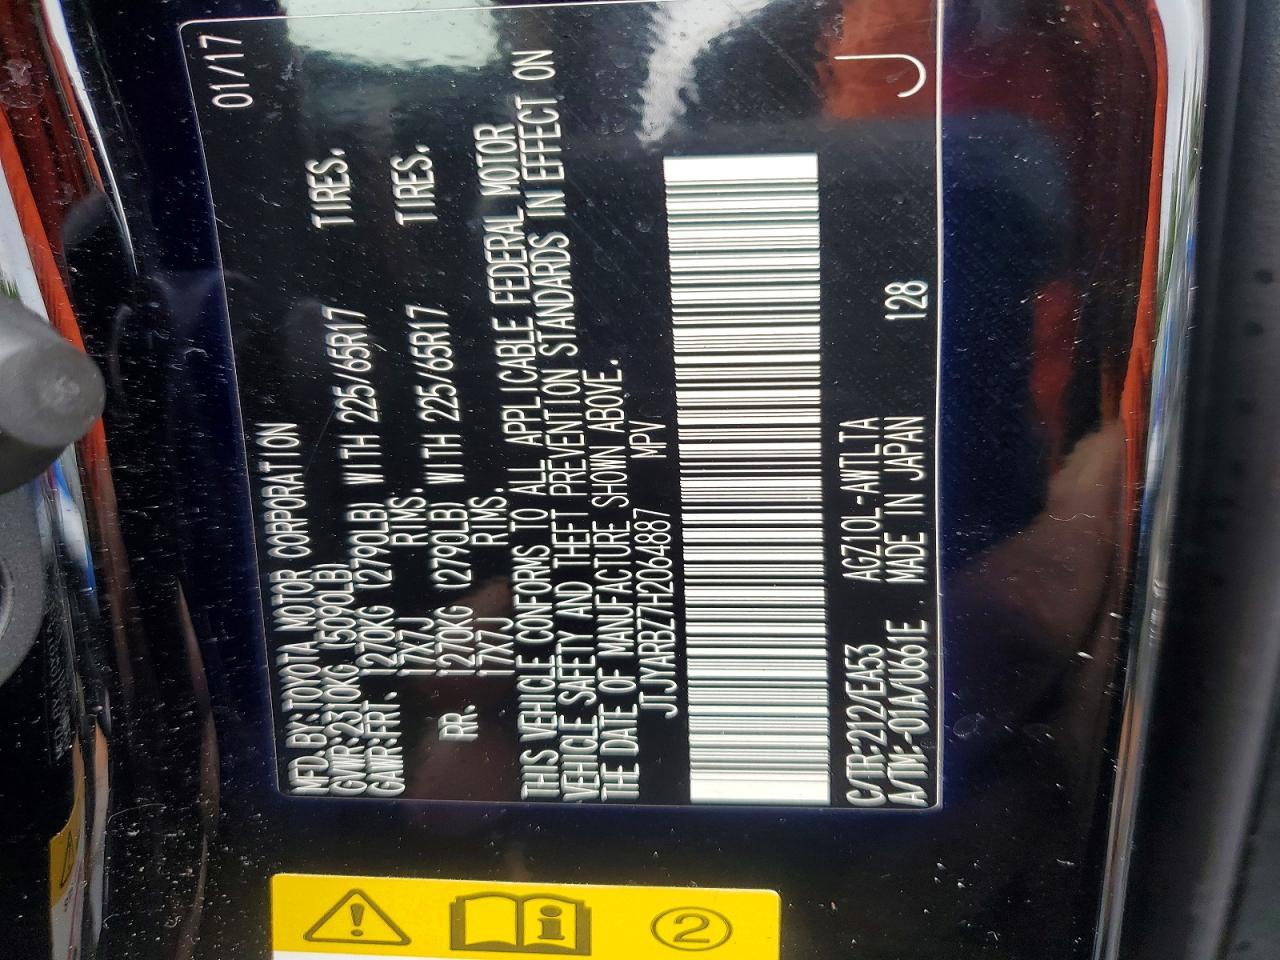 01/17
MFD.BY:TOYOTA MOTOR CORPORATION
GVWR:2310KG (5090LB)
GAWR:FRT. 1270KG (2790LB) WITH 225/65R17 TIRES.
17X7J RIMS.
RR. 1270KG (2790LB) WITH 225/65R17 TIRES.
17X7J RIMS.
THIS VEHICLE CONFORMS TO ALL APPLICABLE FEDERAL MOTOR
VEHICLE SAFETY AND THEFT PREVENTION STANDARDS IN EFFECT ON
THE DATE OF MANUFACTURE SHOWN ABOVE.
JTJYARBZ7H2064887 MPV
C/TR:212/EA53 AGZ10L-AWTLTA 128 J
A/TM:-01A/U661E MADE IN JAPAN
2